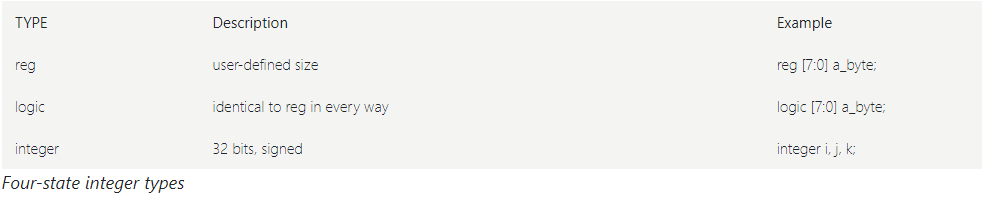 TYPE Description Example
reg user-defined size reg [7:0] a_byte;
logic identical to reg in every way logic [7:0] a_byte;
integer 32 bits, signed integer i, j, k;
Four-state integer types